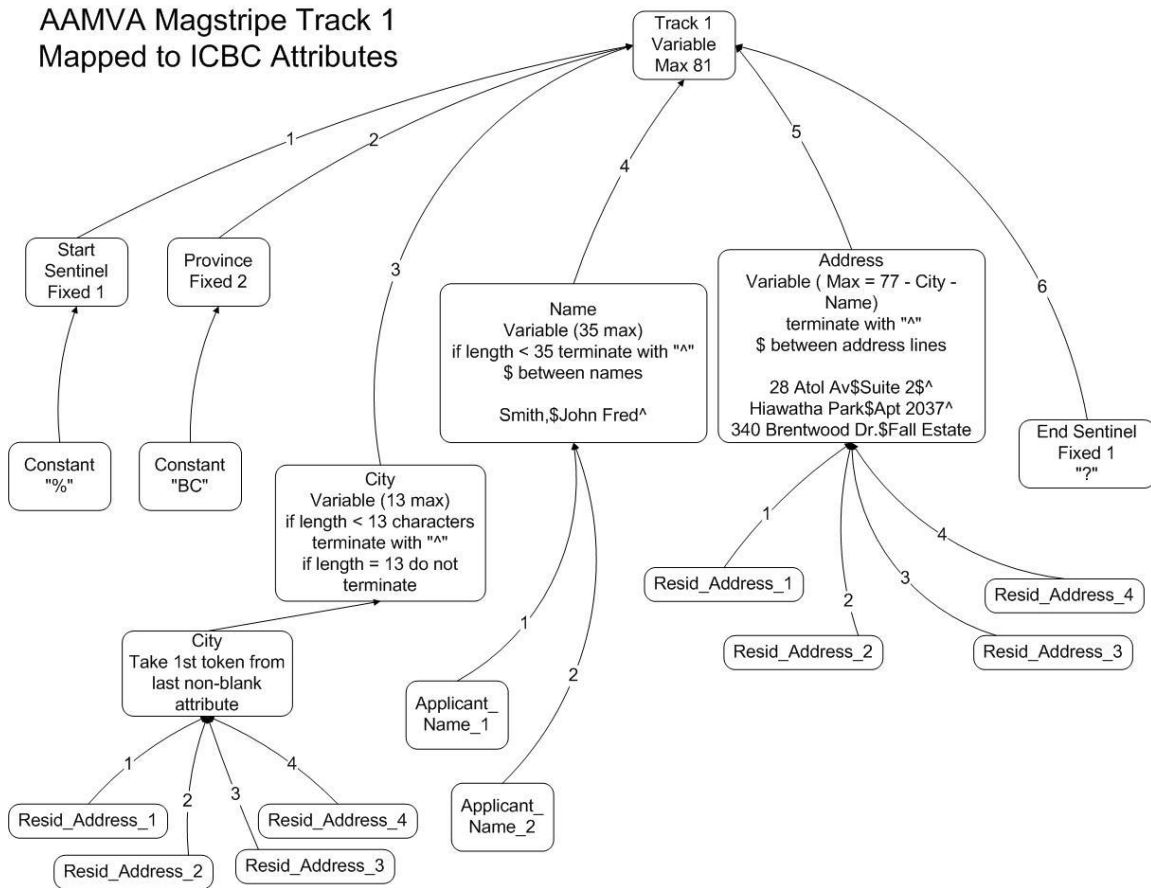 AAMVA Magstripe Track 1
Mapped to ICBC Attributes
Track 1
Variable
Max 81
1
2
3
4
5
6
Start
Sentinel
Fixed 1
Province
Fixed 2
Constant
"%"
Constant
"BC"
City
Variable (13 max)
if length < 13 characters
terminate with "^"
if length = 13 do not
terminate
Name
Variable (35 max)
if length < 35 terminate with "^"
$ between names
Smith,$John Fred^
Address
Variable ( Max = 77 - City -
Name)
terminate with "^"
$ between address lines
28 Atol Av$Suite 2$^
Hiawatha Park$Apt 2037^
340 Brentwood Dr.$Fall Estate
End Sentinel
Fixed 1
"?"
City
Take 1st token from
last non-blank
attribute
1
2
3
4
Resid_Address_1
Resid_Address_2
Resid_Address_3
Resid_Address_4
1
2
Applicant_
Name_1
Applicant_
Name_2
1
2
3
4
Resid_Address_1
Resid_Address_2
Resid_Address_3
Resid_Address_4